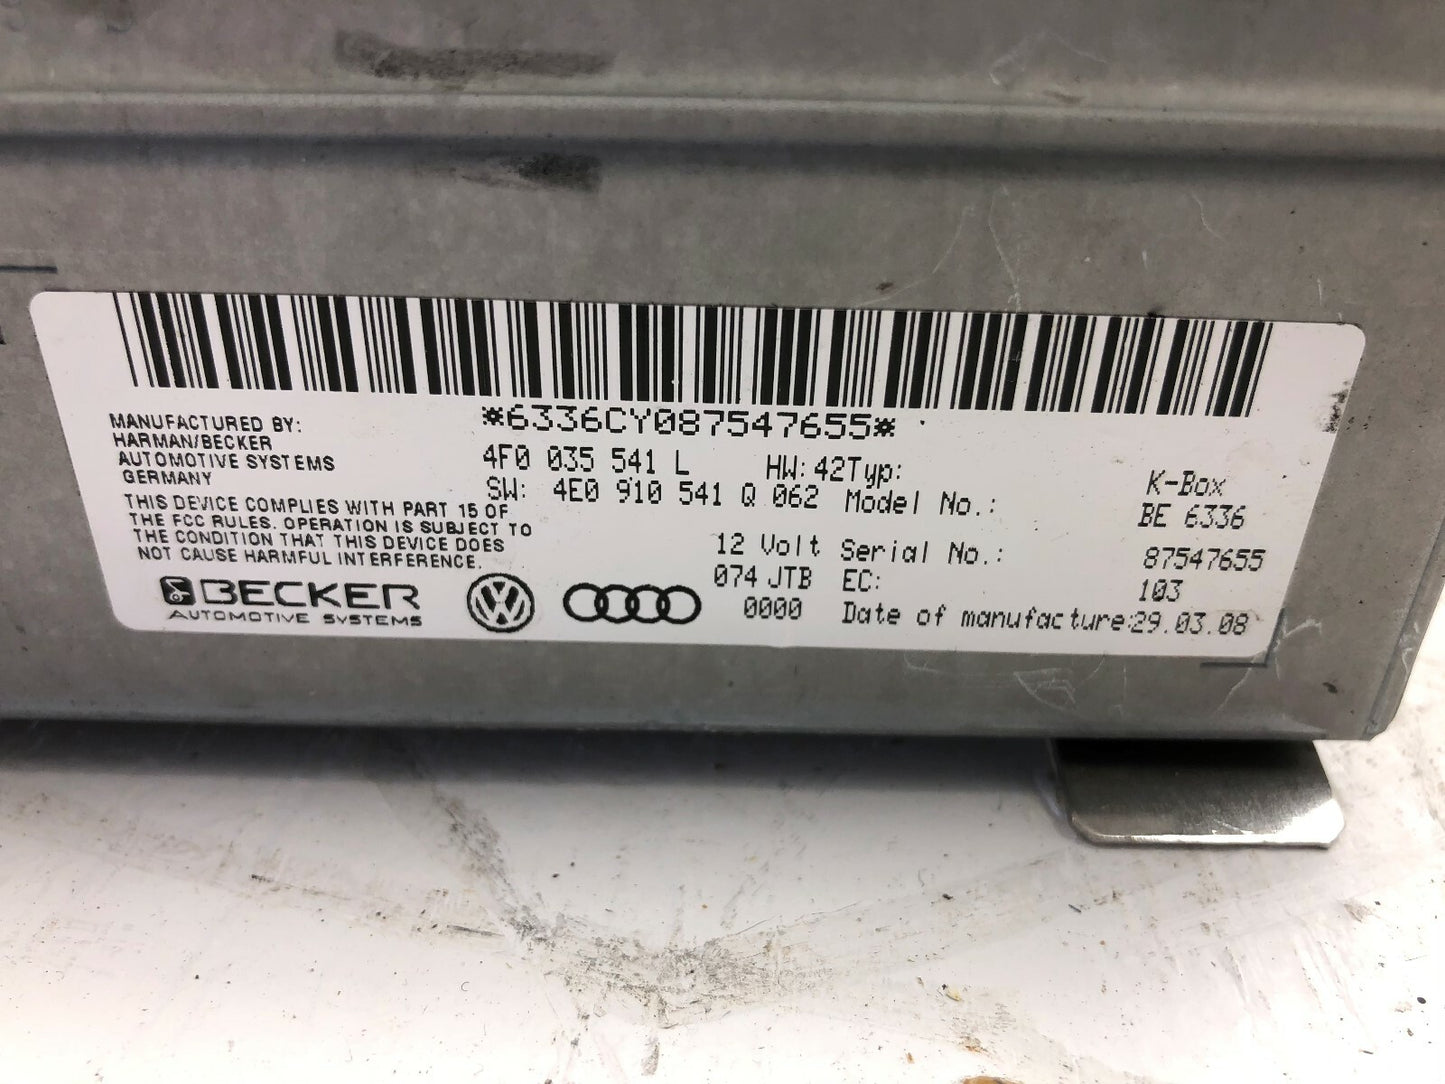 *6336CY087547655*
MANUFACTURED BY:
HARMAN/BECKER
AUTOMOTIVE SYSTEMS
GERMANY
THIS DEVICE COMPLIES WITH PART 15 OF
THE FCC RULES. OPERATION IS SUBJECT TO
THE CONDITION THAT THIS DEVICE DOES
NOT CAUSE HARMFUL INTERFERENCE.
BECKER
AUTOMOTIVE SYSTEMS
4F0 035 541 L HW: 42 Typ: K-Box
SW: 4E0 910 541 Q 062 Model No.: BE 6336
12 Volt Serial No.: 87547655
074 JTB EC: 103
0000 Date of manufacture: 29.03.08